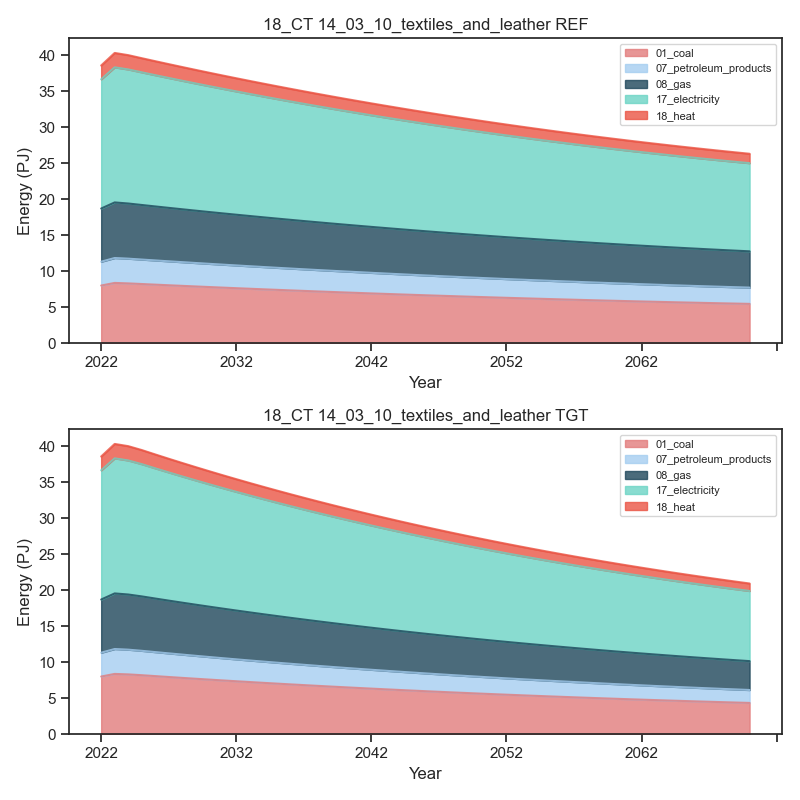 18_CT 14_03_10_textiles_and_leather REF
40
35
30
25
20
15
10
5
0
Energy (PJ)
01_coal
07_petroleum_products
08_gas
17_electricity
18_heat
2022
2032
2042
2052
2062
Year
18_CT 14_03_10_textiles_and_leather TGT
40
35
30
25
20
15
10
5
0
Energy (PJ)
01_coal
07_petroleum_products
08_gas
17_electricity
18_heat
2022
2032
2042
2052
2062
Year